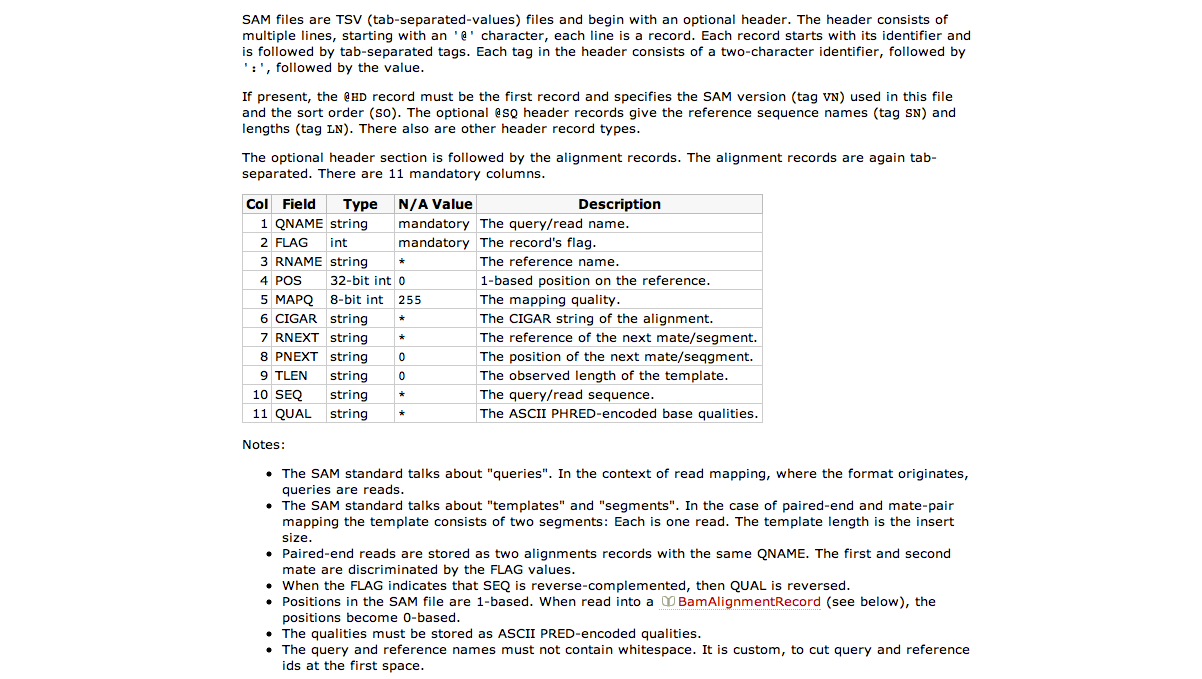 SAM files are TSV (tab-separated-values) files and begin with an optional header. The header consists of
multiple lines, starting with an '@' character, each line is a record. Each record starts with its identifier and
is followed by tab-separated tags. Each tag in the header consists of a two-character identifier, followed by
':', followed by the value.
If present, the @HD record must be the first record and specifies the SAM version (tag VN) used in this file
and the sort order (SO). The optional @SQ header records give the reference sequence names (tag SN) and
lengths (tag LN). There also are other header record types.
The optional header section is followed by the alignment records. The alignment records are again tab-
separated. There are 11 mandatory columns.
Col Field Type N/A Value Description
1 QNAME string mandatory The query/read name.
2 FLAG int mandatory The record's flag.
3 RNAME string * The reference name.
4 POS 32-bit int 0 1-based position on the reference.
5 MAPQ 8-bit int 255 The mapping quality.
6 CIGAR string * The CIGAR string of the alignment.
7 RNEXT string * The reference of the next mate/segment.
8 PNEXT string 0 The position of the next mate/seqgment.
9 TLEN string 0 The observed length of the template.
10 SEQ string * The query/read sequence.
11 QUAL string * The ASCII PHRED-encoded base qualities.
Notes:
• The SAM standard talks about "queries". In the context of read mapping, where the format originates,
queries are reads.
• The SAM standard talks about "templates" and "segments". In the case of paired-end and mate-pair
mapping the template consists of two segments: Each is one read. The template length is the insert
size.
• Paired-end reads are stored as two alignments records with the same QNAME. The first and second
mate are discriminated by the FLAG values.
• When the FLAG indicates that SEQ is reverse-complemented, then QUAL is reversed.
• Positions in the SAM file are 1-based. When read into a BamAlignmentRecord (see below), the
positions become 0-based.
• The qualities must be stored as ASCII PRED-encoded qualities.
• The query and reference names must not contain whitespace. It is custom, to cut query and reference
ids at the first space.